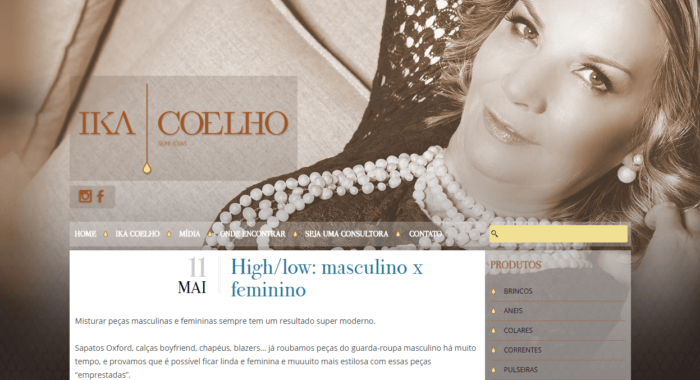 IKA COELHO
SEMI JOIAS
HOME IKA COELHO MÍDIA ONDE ENCONTRAR SEJA UMA CONSULTORA CONTATO
11
MAI
High/low: masculino x
feminino
Misturar peças masculinas e femininas sempre tem um resultado super moderno.
Sapatos Oxford, calças boyfriend, chapéus, blazers... já roubamos peças do guarda-roupa masculino há muito
tempo, e provamos que é possível ficar linda e feminina e muuuito mais estilosa com essas peças
"emprestadas".
PRODUTOS
BRINCOS
ANEIS
COLARES
CORRENTES
PULSEIRAS